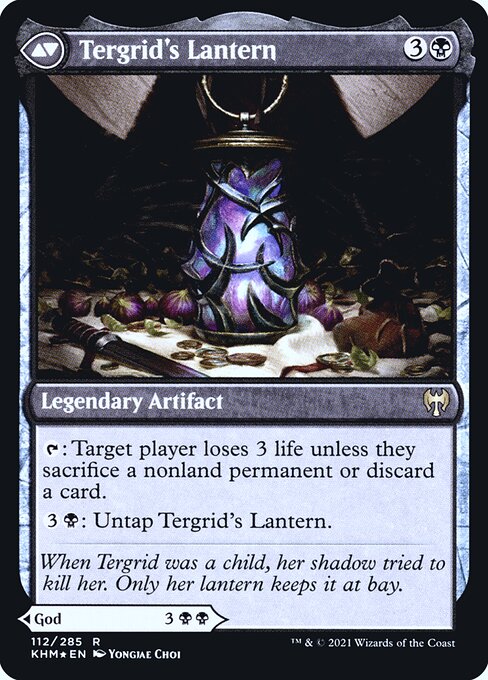 Tergrid's Lantern 3
Legendary Artifact
: Target player loses 3 life unless they
sacrifice a nonland permanent or discard
a card.
3 : Untap Tergrid's Lantern.
When Tergrid was a child, her shadow tried to
kill her. Only her lantern keeps it at bay.
God 3
112/285 R
KHM★EN Yongjae Choi
™ & © 2021 Wizards of the Coast